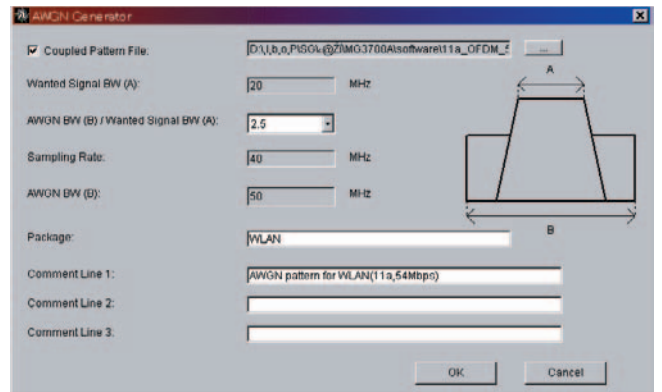 AWGN Generator
Coupled Pattern File:
...
Wanted Signal BW (A):
20
MHz
AWGN BW (B) / Wanted Signal BW (A):
2.5
Sampling Rate:
40
MHz
AWGN BW (B):
50
MHz
A
B
Package:
WLAN
Comment Line 1:
AWGN pattern for WLAN(11a,54Mbps)
Comment Line 2:
Comment Line 3:
OK
Cancel